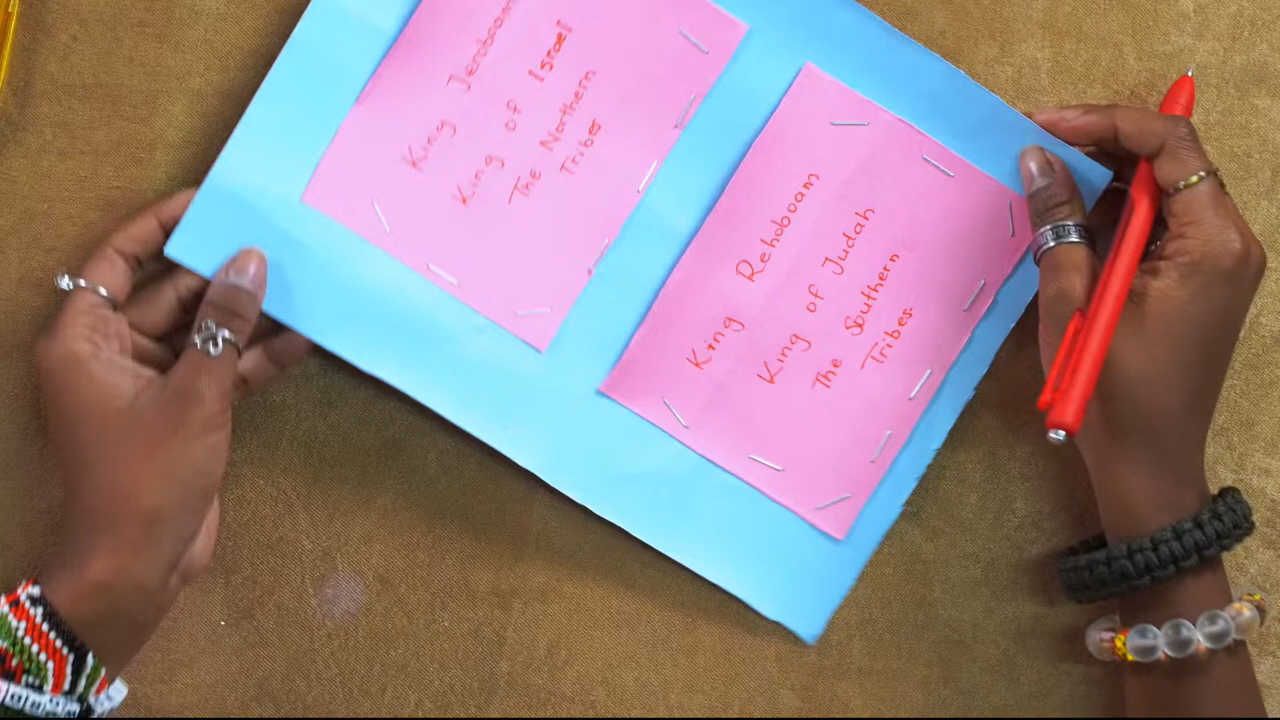 King Jeroboam
King of Israel
The Northern
Tribes
King Rehoboam
King of Judah
The Southern
Tribes.